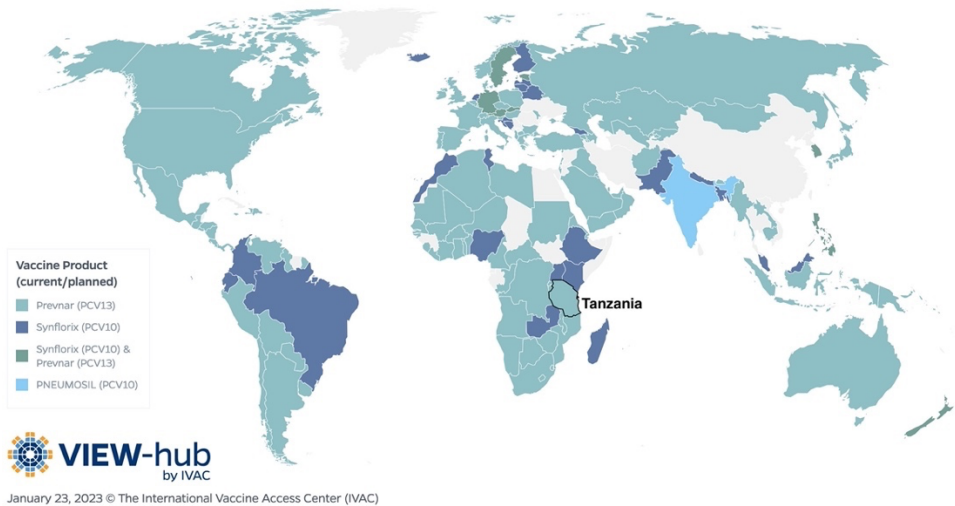 Tanzania
Vaccine Product
(current/planned)
Prevnar (PCV13)
Synflorix (PCV10)
Synflorix (PCV10) &
Prevnar (PCV13)
PNEUMOSIL (PCV10)
VIEW-hub
by IVAC
January 23, 2023 © The International Vaccine Access Center (IVAC)